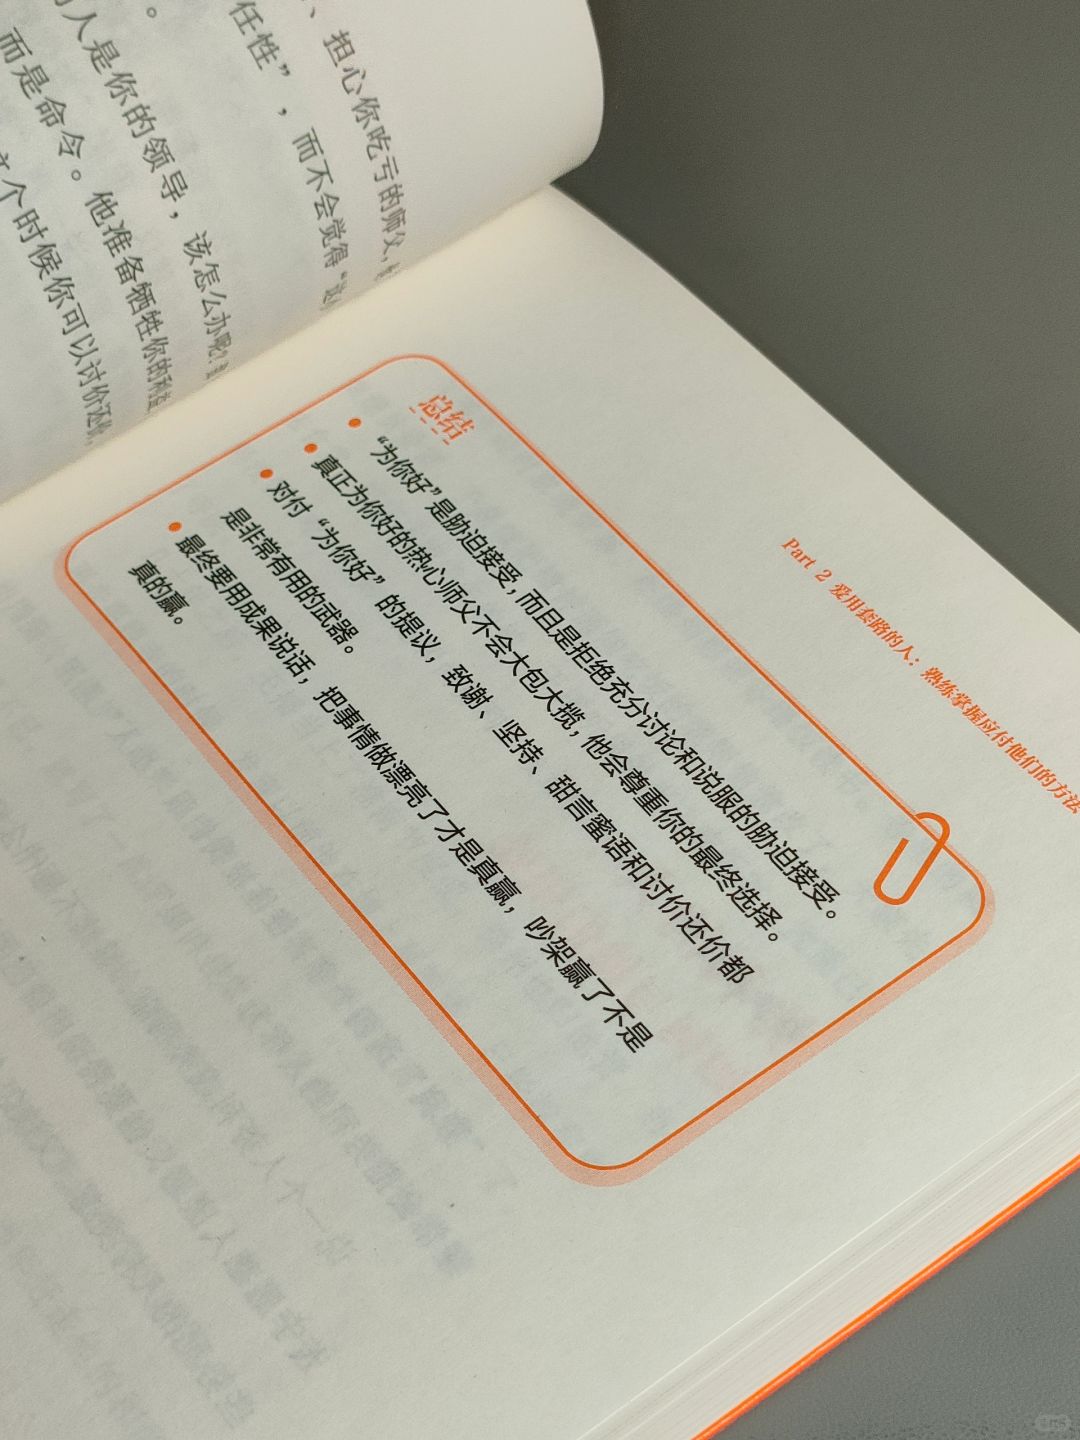 、担心你吃亏的师父，
任性”，而不会觉得“这
人是你的领导，该怎么办呢？
而是命令。他准备牺牲你的利益
个时候你可以讨价还价，
Part 2 爱用套路的人：熟练掌握应付他们的方法
总结
“为你好”是胁迫接受，而且是拒绝充分讨论和说服的胁迫接受。
真正为你好的热心师父不会大包大揽，他会尊重你的最终选择。
对付“为你好”的提议，致谢、坚持、甜言蜜语和讨价还价都
是非常有用的武器。
最终要用成果说话，把事情做漂亮了才是真赢，吵架赢了不是
真的赢。